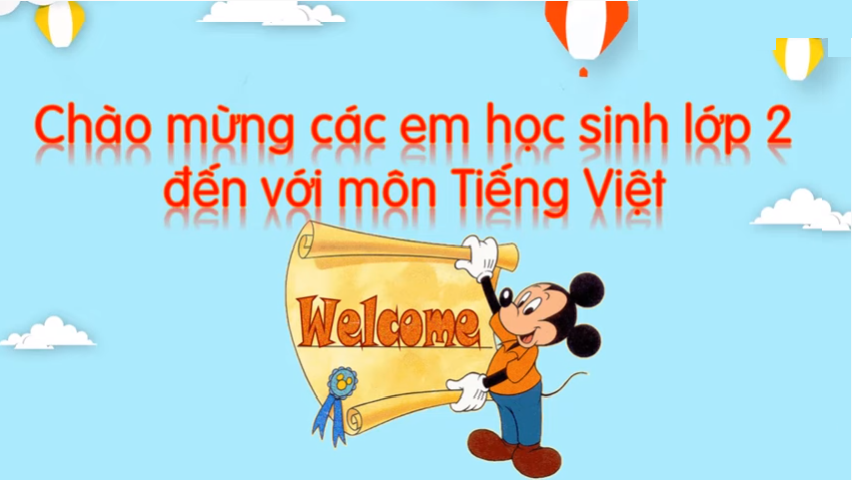 Chào mừng các em học sinh lớp 2
đến với môn Tiếng Việt
Welcome